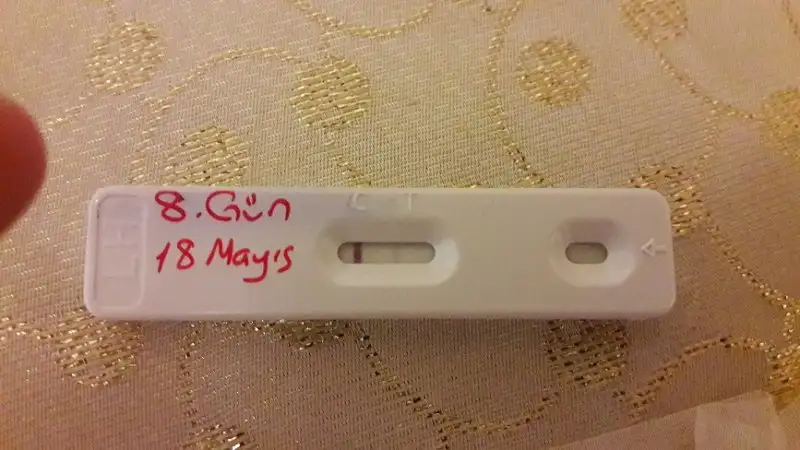 C T
8. Gün
18 Mayıs
LH